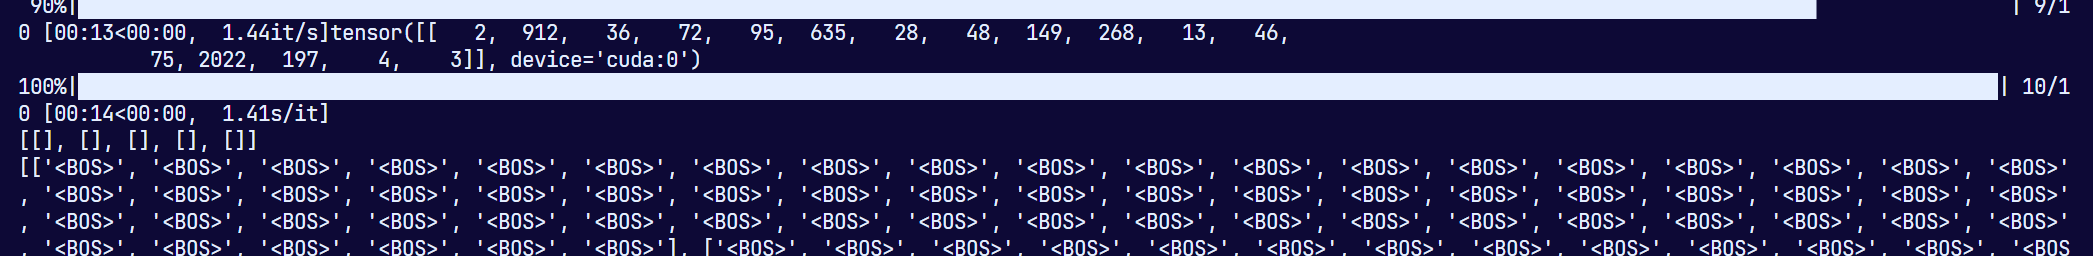 90%| | 9/1
0 [00:13<00:00,  1.44it/s]tensor([[   2,  912,   36,   72,   95,  635,   28,   48,  149,  268,   13,   46,
           75, 2022,  197,    4,    3]], device='cuda:0')
100%| | 10/1
0 [00:14<00:00,  1.41s/it]
[[], [], [], [], []]
[['<BOS>', '<BOS>', '<BOS>', '<BOS>', '<BOS>', '<BOS>', '<BOS>', '<BOS>', '<BOS>', '<BOS>', '<BOS>', '<BOS>', '<BOS>', '<BOS>', '<BOS>', '<BOS>', '<BOS>', '<BOS>', '<BOS>'
, '<BOS>', '<BOS>', '<BOS>', '<BOS>', '<BOS>', '<BOS>', '<BOS>', '<BOS>', '<BOS>', '<BOS>', '<BOS>', '<BOS>', '<BOS>', '<BOS>', '<BOS>', '<BOS>', '<BOS>', '<BOS>', '<BOS>'
, '<BOS>', '<BOS>', '<BOS>', '<BOS>', '<BOS>', '<BOS>', '<BOS>', '<BOS>', '<BOS>', '<BOS>', '<BOS>', '<BOS>', '<BOS>', '<BOS>', '<BOS>', '<BOS>', '<BOS>', '<BOS>', '<BOS>'
, '<BOS>', '<BOS>', '<BOS>', '<BOS>', '<BOS>', '<BOS>'], ['<BOS>', '<BOS>', '<BOS>', '<BOS>', '<BOS>', '<BOS>', '<BOS>', '<BOS>', '<BOS>', '<BOS>', '<BOS>', '<BOS>', '<BOS